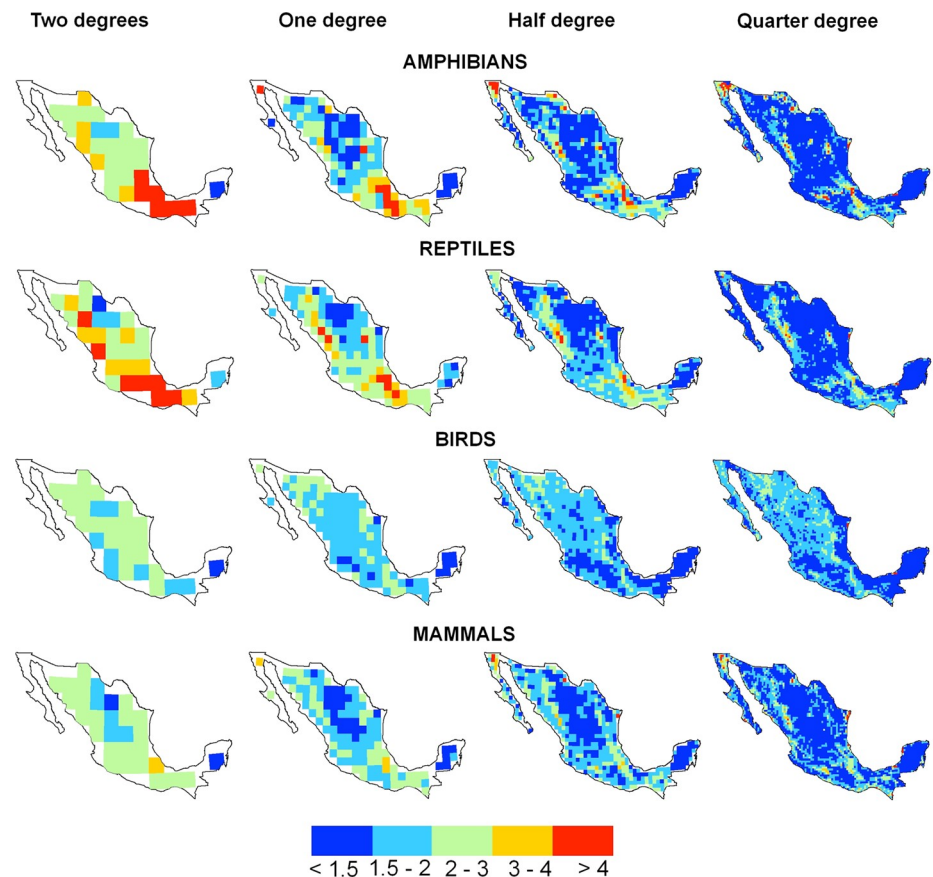 Two degrees One degree Half degree Quarter degree
AMPHIBIANS
REPTILES
BIRDS
MAMMALS
< 1.5 1.5 - 2 2 - 3 3 - 4 > 4